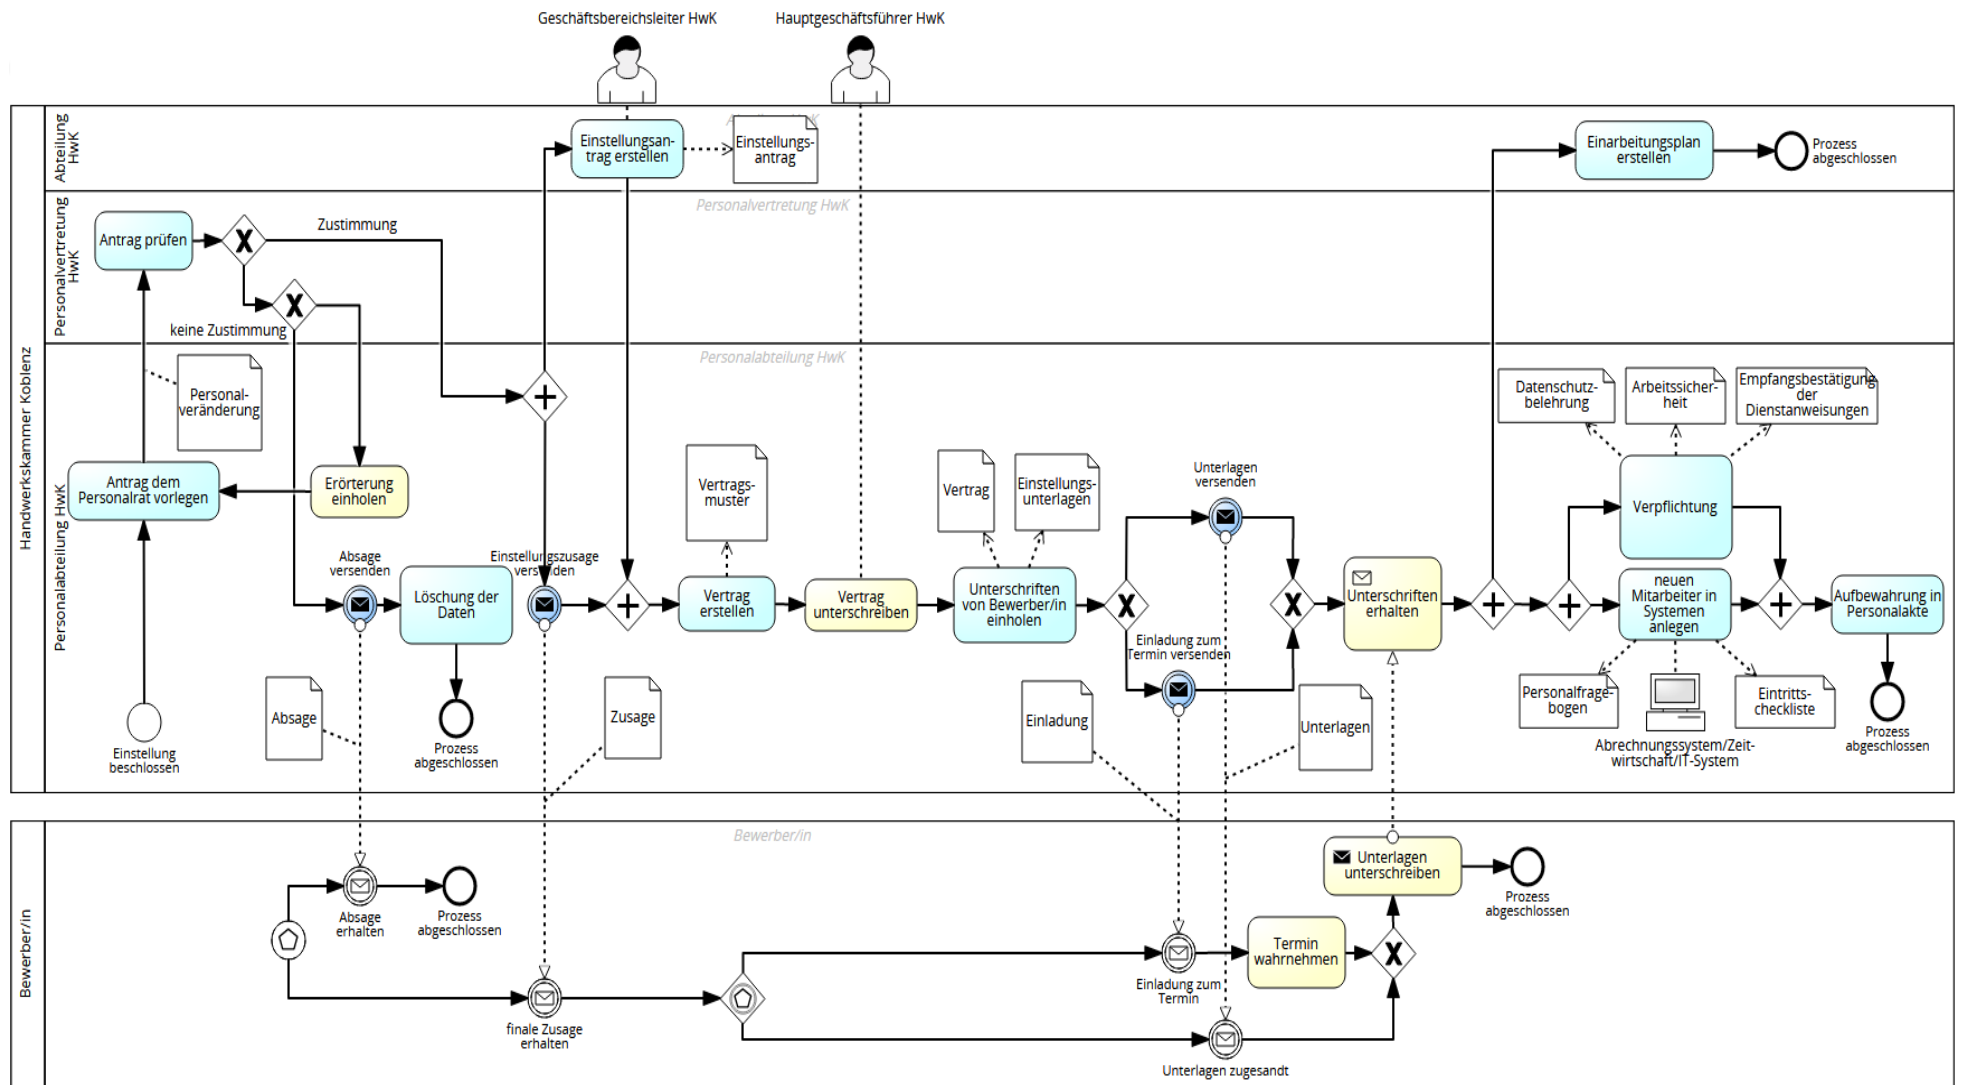 Geschäftsbereichsleiter HwK
Hauptgeschäftsführer HwK
Handwerkskammer Koblenz
Abteilung
HwK
Einstellungsan-
trag erstellen
Einstellungs-
antrag
Einarbeitungsplan
erstellen
Prozess
abgeschlossen
Personalvertretung
HwK
Personalvertretung HwK
Antrag prüfen
Zustimmung
keine Zustimmung
Personalabteilung HwK
Personalabteilung HwK
Personal-
veränderung
Antrag dem
Personalrat vorlegen
Erörterung
einholen
Einstellung
beschlossen
Absage
versenden
Löschung der
Daten
Prozess
abgeschlossen
Absage
Einstellungszusage
versenden
Zusage
Vertrags-
muster
Vertrag
erstellen
Vertrag
unterschreiben
Vertrag
Einstellungs-
unterlagen
Unterschriften
von Bewerber/in
einholen
Unterlagen
versenden
Einladung zum
Termin versenden
Einladung
Unterlagen
Unterschriften
erhalten
Datenschutz-
belehrung
Arbeitssicher-
heit
Empfangsbestätigung
der
Dienstanweisungen
Verpflichtung
neuen
Mitarbeiter in
Systemen
anlegen
Personalfrage-
bogen
Abrechnungssystem/Zeit-
wirtschaft/IT-System
Eintritts-
checkliste
Aufbewahrung in
Personalakte
Prozess
abgeschlossen
Bewerber/in
Bewerber/in
Absage
erhalten
Prozess
abgeschlossen
finale Zusage
erhalten
Einladung zum
Termin
Unterlagen zugesandt
Termin
wahrnehmen
Unterlagen
unterschreiben
Prozess
abgeschlossen